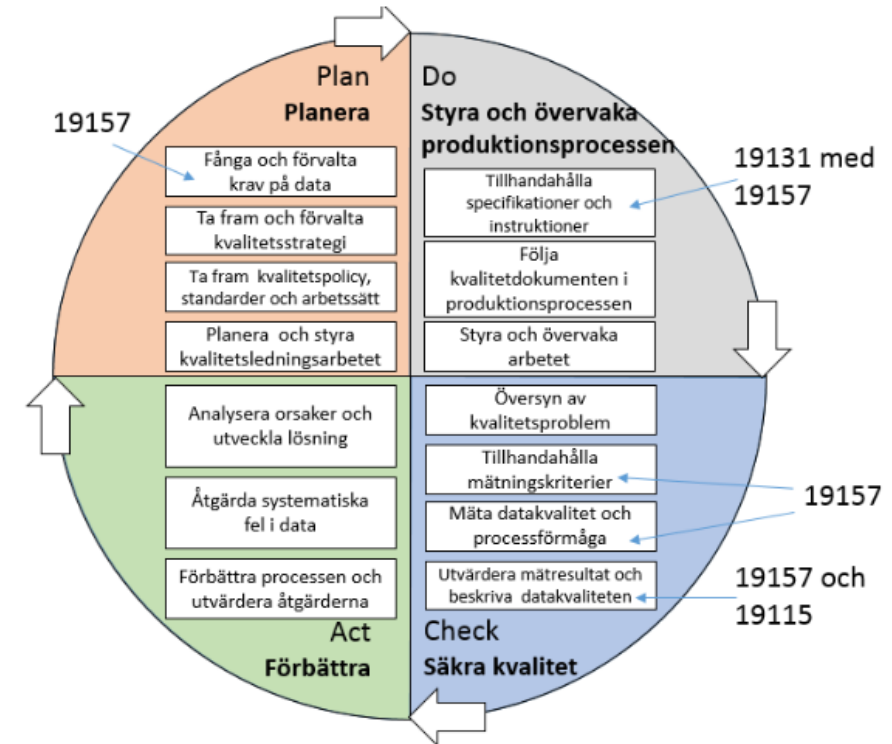 Plan
Planera
19157
Fånga och förvalta
krav på data
Ta fram och förvalta
kvalitetsstrategi
Ta fram kvalitetspolicy,
standarder och arbetssätt
Planera och styra
kvalitetsledningsarbetet
Do
Styra och övervaka
produktionsprocessen
19131 med
19157
Tillhandahålla
specifikationer och
instruktioner
Följa
kvalitetdokumenten i
produktionsprocessen
Styra och övervaka
arbetet
Översyn av
kvalitetsproblem
Tillhandahålla
mätningskriterier
19157
Mäta datakvalitet och
processförmåga
Utvärdera mätresultat och
beskriva datakvaliteten
19157 och
19115
Check
Säkra kvalitet
Analysera orsaker och
utveckla lösning
Åtgärda systematiska
fel i data
Förbättra processen och
utvärdera åtgärderna
Act
Förbättra